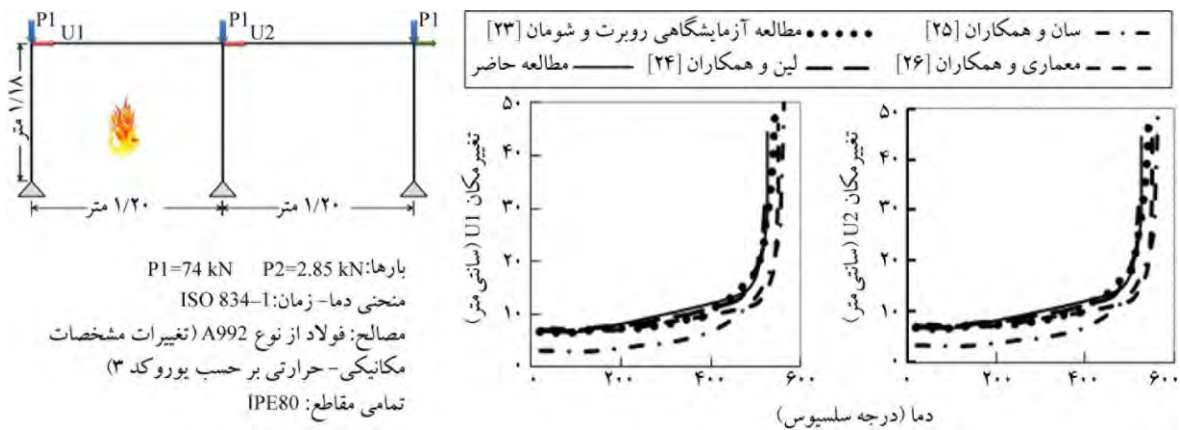 P1 P1 P1
U1 U2
۱/۱۸ متر
۱/۲۰ متر ۱/۲۰ متر
بارها: P1=74 kN P2=2.85 kN
منحنی دما- زمان: ISO 834-1
مصالح: فولاد از نوع A992 (تغییرات مشخصات
مکانیکی- حرارتی بر حسب یوروکد ۳)
تمامی مقاطع: IPE80
مطالعه آزمایشگاهی روبرت و شومان [۲۳] سان و همکاران [۲۵]
مطالعه حاضر لین و همکاران [۲۴] معماری و همکاران [۲۶]
تغییرمکان U1 (سانتی متر)
۵۰
۴۰
۳۰
۲۰
۱۰
۰
۰ ۲۰۰ ۴۰۰ ۶۰۰
تغییرمکان U2 (سانتی متر)
۵۰
۴۰
۳۰
۲۰
۱۰
۰
۰ ۲۰۰ ۴۰۰ ۶۰۰
دما (درجه سلسیوس)